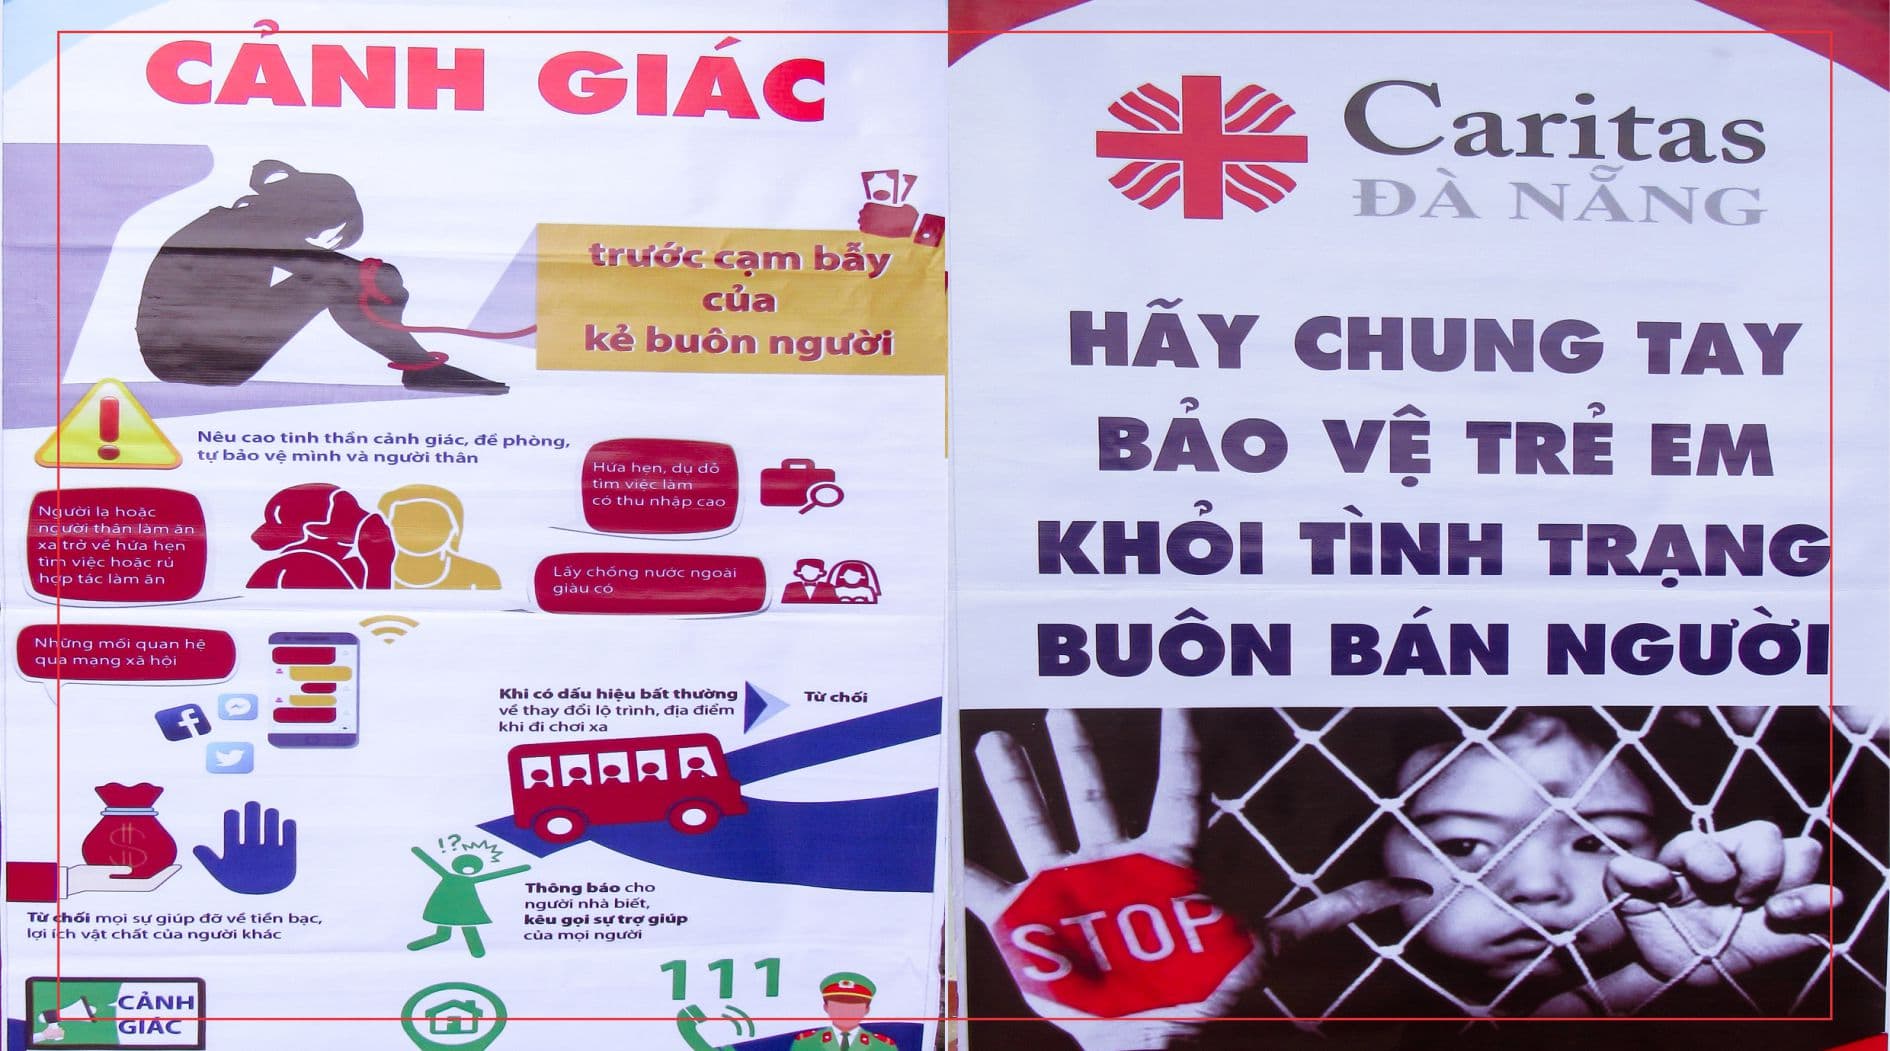 CẢNH GIÁC
trước cạm bẫy
của
kẻ buôn người
Nêu cao tinh thần cảnh giác, đề phòng,
tự bảo vệ mình và người thân
Người lạ hoặc
người thân làm ăn
xa trở về hứa hẹn
tìm việc hoặc rủ
hợp tác làm ăn
Hứa hẹn, dụ dỗ
tìm việc làm
có thu nhập cao
Lấy chồng nước ngoài
giàu có
Những mối quan hệ
qua mạng xã hội
Khi có dấu hiệu bất thường
về thay đổi lộ trình, địa điểm
khi đi chơi xa
Từ chối
!?
Từ chối mọi sự giúp đỡ về tiền bạc,
lợi ích vật chất của người khác
Thông báo cho
người nhà biết,
kêu gọi sự trợ giúp
của mọi người
CẢNH
GIÁC
111
Caritas
ĐÀ NẴNG
HÃY CHUNG TAY
BẢO VỆ TRẺ EM
KHỎI TÌNH TRẠNG
BUÔN BÁN NGƯỜI
STOP